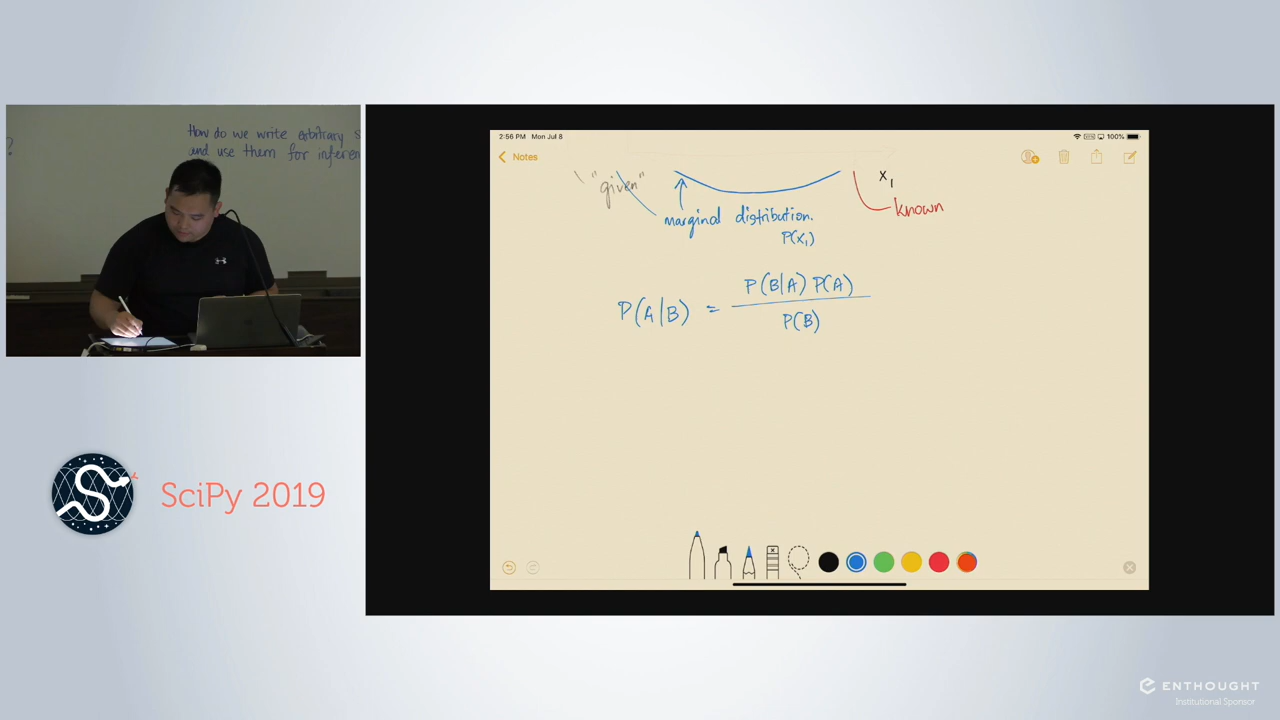 How do we write arbitrary
?
and use them for
2:56 PM Mon Jul 8
100%
Notes
"given"
x₁
known
marginal distribution.
P(x₁)
P(A|B) = P(B|A) P(A)
P(B)
SciPy 2019
ENTHOUGHT
Institutional Sponsor